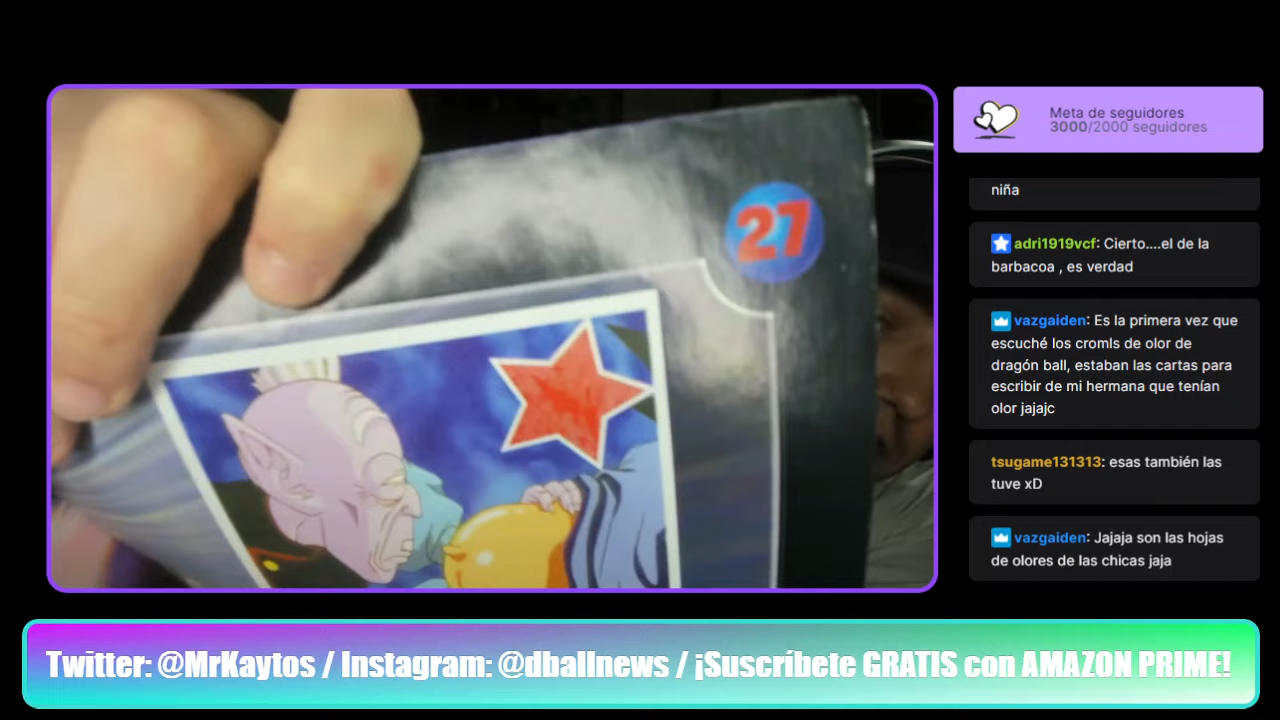 27
Meta de seguidores
3000/2000 seguidores
niña
adri1919vcf: Cierto....el de la
barbacoa , es verdad
vazgaiden: Es la primera vez que
escuché los cromls de olor de
dragón ball, estaban las cartas para
escribir de mi hermana que tenían
olor jajajc
tsugame131313: esas también las
tuve xD
vazgaiden: Jajaja son las hojas
de olores de las chicas jaja
Twitter: @MrKaytos / Instagram: @dballnews / ¡Suscríbete GRATIS con AMAZON PRIME!